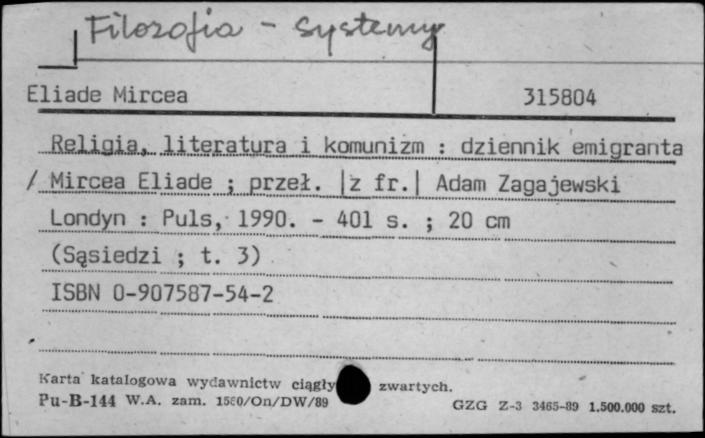 Filozofia - systemy
Eliade Mircea 315804
Religia, literatura i komunizm : dziennik emigranta
/ Mircea Eliade ; przeł. |z fr.| Adam Zagajewski
Londyn : Puls, 1990. - 401 s. ; 20 cm
(Sąsiedzi ; t. 3)
ISBN 0-907587-54-2
Karta katalogowa wydawnictw ciągły zwartych.
Pu-B-144 W.A. zam. 1580/On/DW/89 GZG Z-3 3465-89 1.500.000 szt.